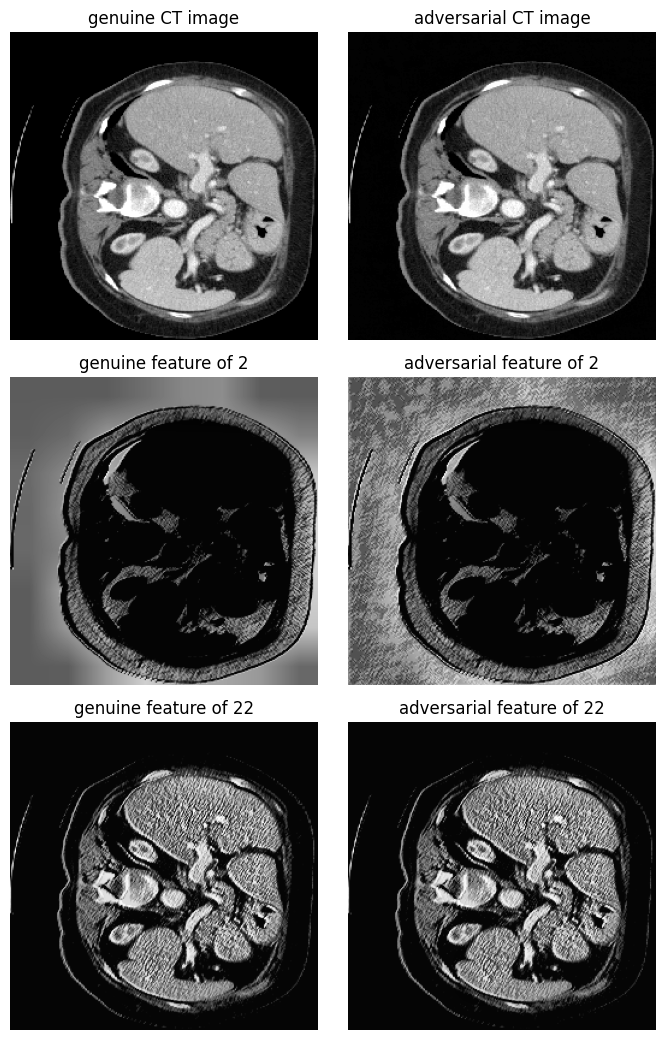 genuine CT image
adversarial CT image
genuine feature of 2
adversarial feature of 2
genuine feature of 22
adversarial feature of 22